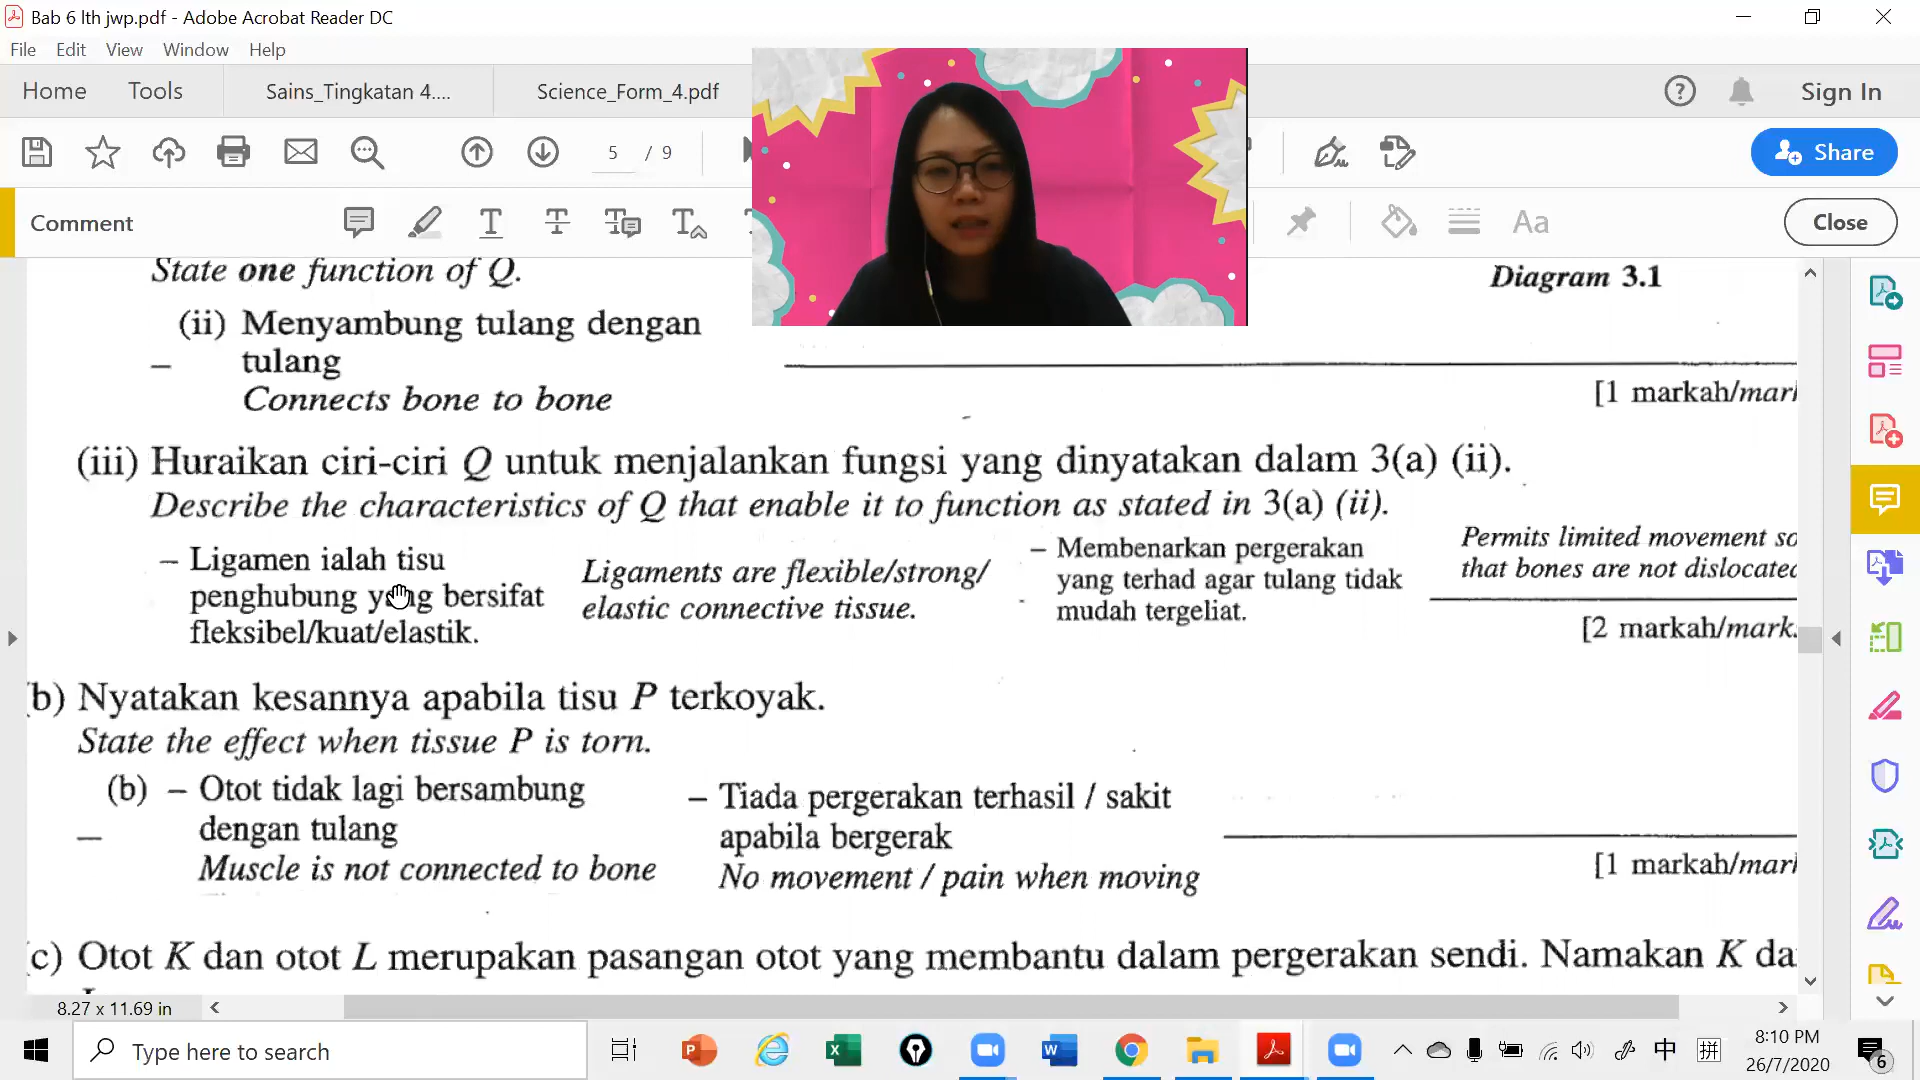 Bab 6 lth jwp.pdf - Adobe Acrobat Reader DC
File Edit View Window Help
Home Tools Sains_Tingkatan 4.... Science_Form_4.pdf Sign In
5 / 9 Share
Comment Aa Close
State one function of Q.
Diagram 3.1
(ii) Menyambung tulang dengan
– tulang
Connects bone to bone
[1 markah/mark
(iii) Huraikan ciri-ciri Q untuk menjalankan fungsi yang dinyatakan dalam 3(a) (ii).
Describe the characteristics of Q that enable it to function as stated in 3(a) (ii).
– Ligamen ialah tisu
penghubung yang bersifat
fleksibel/kuat/elastik.
Ligaments are flexible/strong/
elastic connective tissue.
– Membenarkan pergerakan
yang terhad agar tulang tidak
mudah tergeliat.
Permits limited movement so
that bones are not dislocated
[2 markah/mark
(b) Nyatakan kesannya apabila tisu P terkoyak.
State the effect when tissue P is torn.
(b) – Otot tidak lagi bersambung
dengan tulang
Muscle is not connected to bone
– Tiada pergerakan terhasil / sakit
apabila bergerak
No movement / pain when moving
[1 markah/mark
(c) Otot K dan otot L merupakan pasangan otot yang membantu dalam pergerakan sendi. Namakan K da
8.27 x 11.69 in
Type here to search
中 拼
8:10 PM
26/7/2020
6